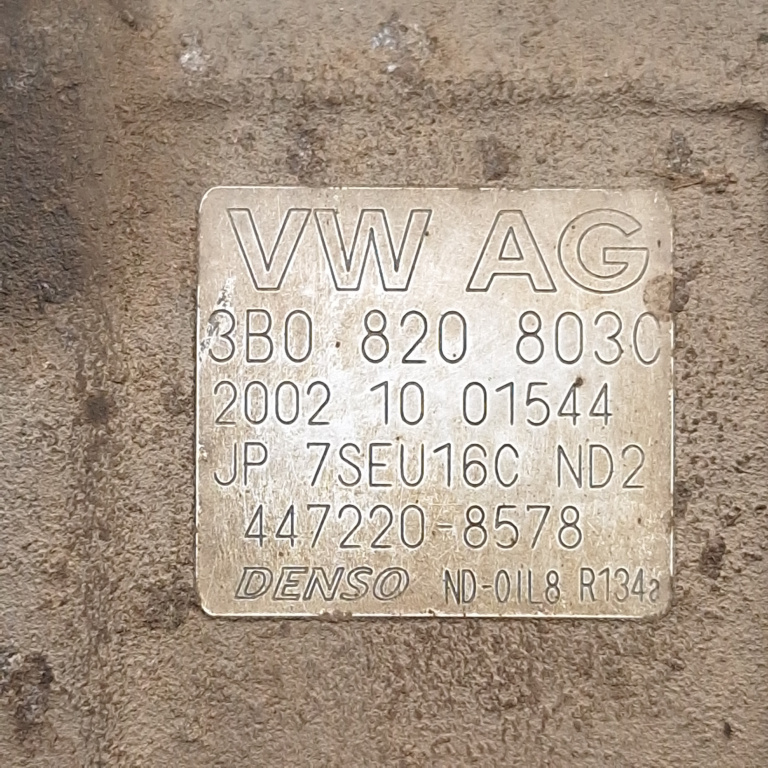 VW AG
3B0 820 803C
2002 10 01544
JP 7SEU16C ND2
447220-8578
DENSO ND-OIL8 R134a